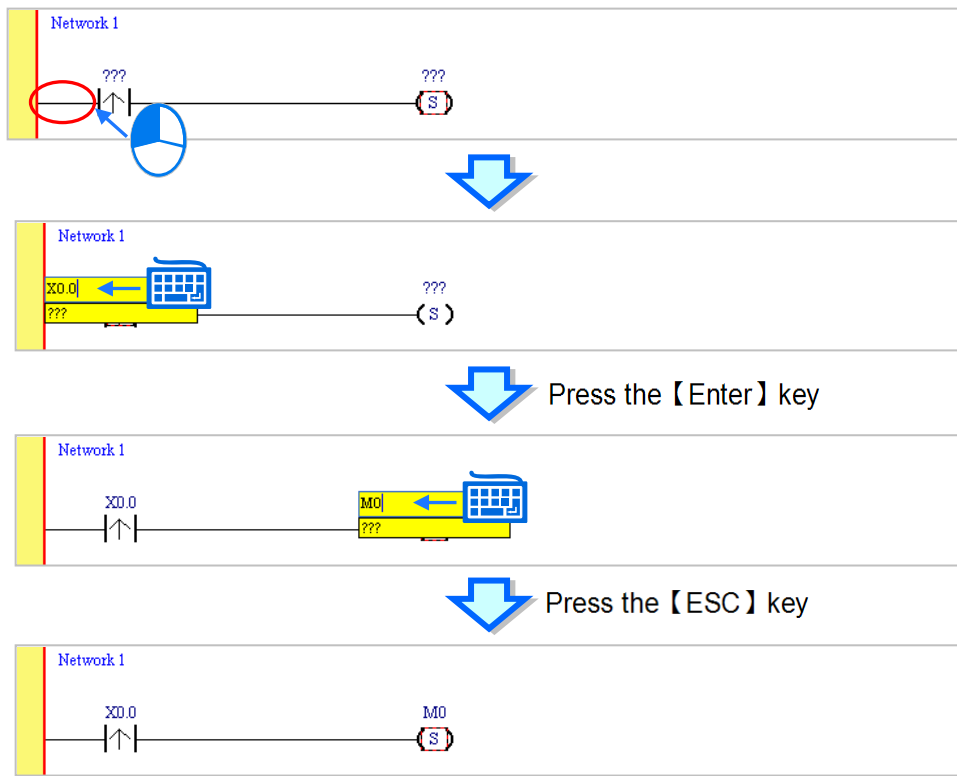 Network 1
??? ???
S
Network 1
X0.0
???
???
S
Press the【Enter】key
Network 1
X0.0
M0
???
Press the【ESC】key
Network 1
X0.0 M0
S